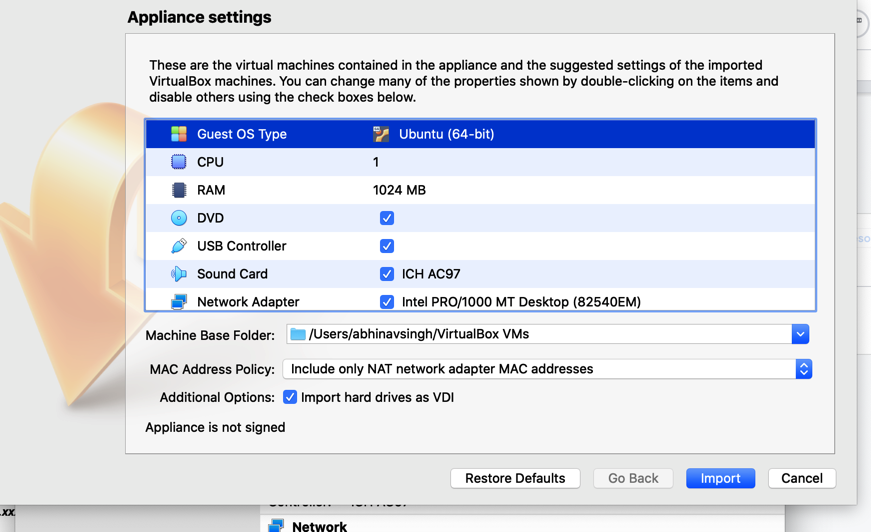 Appliance settings
These are the virtual machines contained in the appliance and the suggested settings of the imported
VirtualBox machines. You can change many of the properties shown by double-clicking on the items and
disable others using the check boxes below.
Guest OS Type Ubuntu (64-bit)
CPU 1
RAM 1024 MB
DVD
USB Controller
Sound Card ICH AC97
Network Adapter Intel PRO/1000 MT Desktop (82540EM)
Machine Base Folder: /Users/abhinavsingh/VirtualBox VMs
MAC Address Policy: Include only NAT network adapter MAC addresses
Additional Options: Import hard drives as VDI
Appliance is not signed
Restore Defaults Go Back Import Cancel
Network